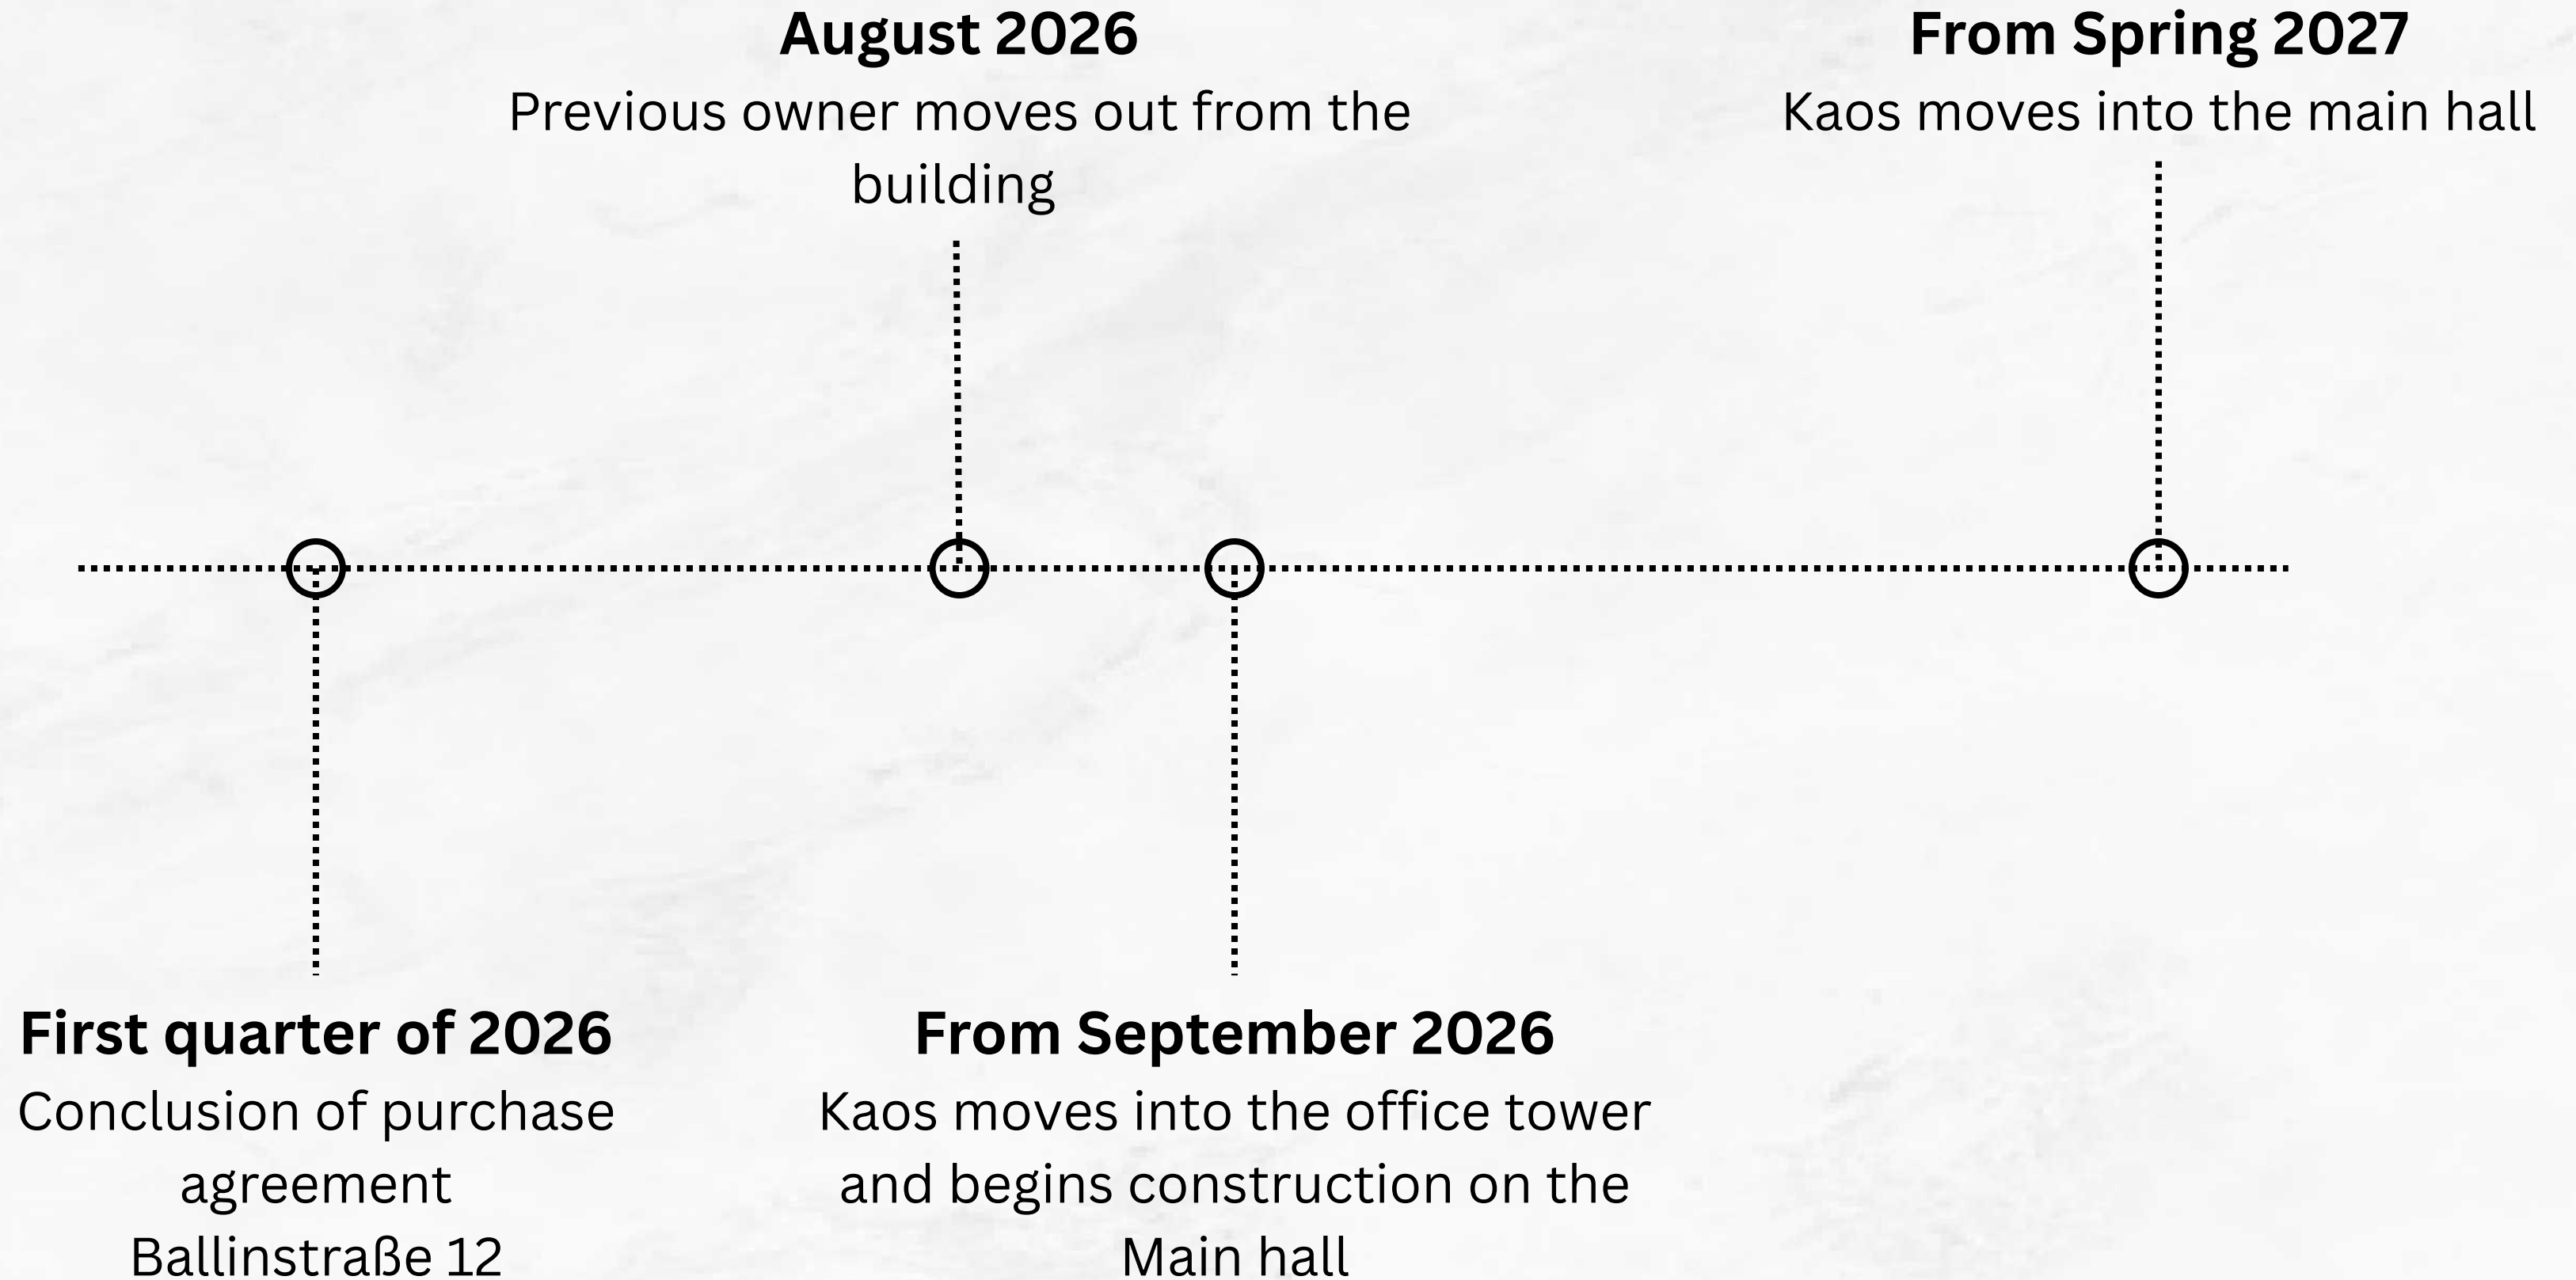 August 2026
Previous owner moves out from the
building
From Spring 2027
Kaos moves into the main hall
First quarter of 2026
Conclusion of purchase
agreement
Ballinstraße 12
From September 2026
Kaos moves into the office tower
and begins construction on the
Main hall